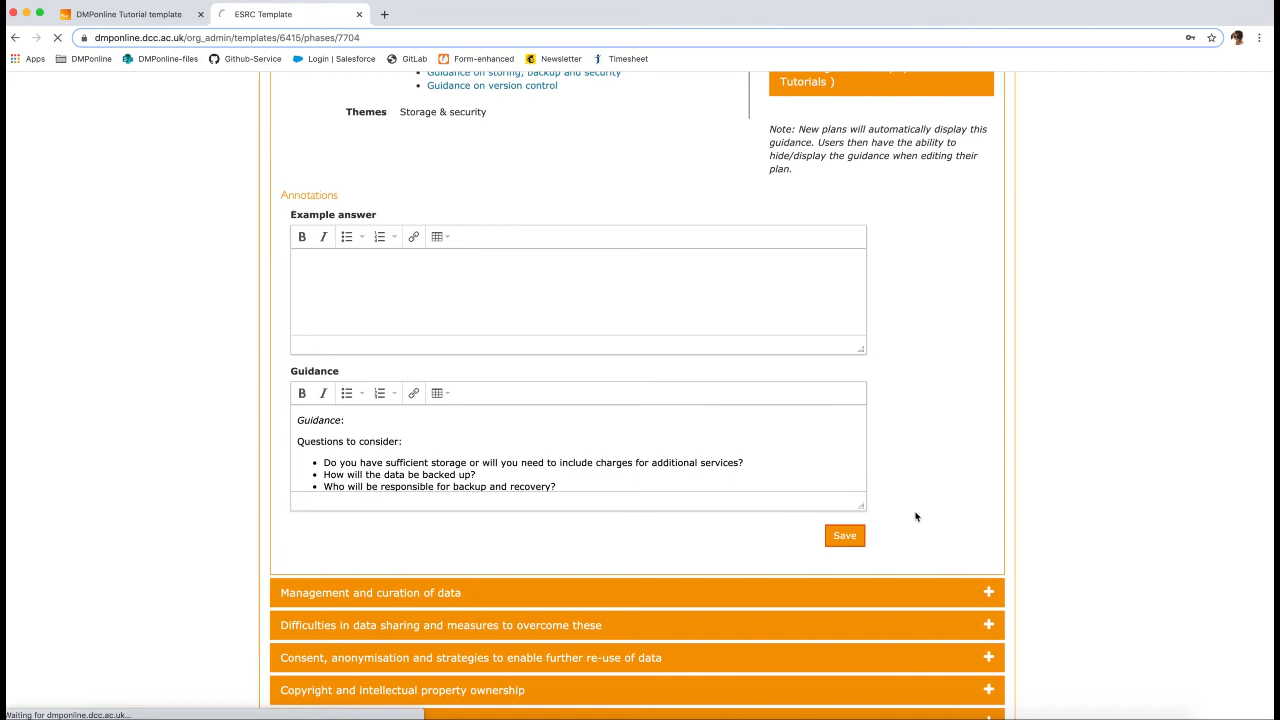 DMPonline Tutorial template
ESRC Template
dmponline.dcc.ac.uk/org_admin/templates/6415/phases/7704
Apps
DMPOnline
DMPonline-files
Github-Service
Login | Salesforce
GitLab
Form-enhanced
Newsletter
Timesheet
Guidance on storing, backup and security
Guidance on version control
Themes Storage & security
Tutorials )
Note: New plans will automatically display this
guidance. Users then have the ability to
hide/display the guidance when editing their
plan.
Annotations
Example answer
Guidance
Guidance:
Questions to consider:
Do you have sufficient storage or will you need to include charges for additional services?
How will the data be backed up?
Who will be responsible for backup and recovery?
Save
Management and curation of data
Difficulties in data sharing and measures to overcome these
Consent, anonymisation and strategies to enable further re-use of data
Copyright and intellectual property ownership
Waiting for dmponline.dcc.ac.uk...